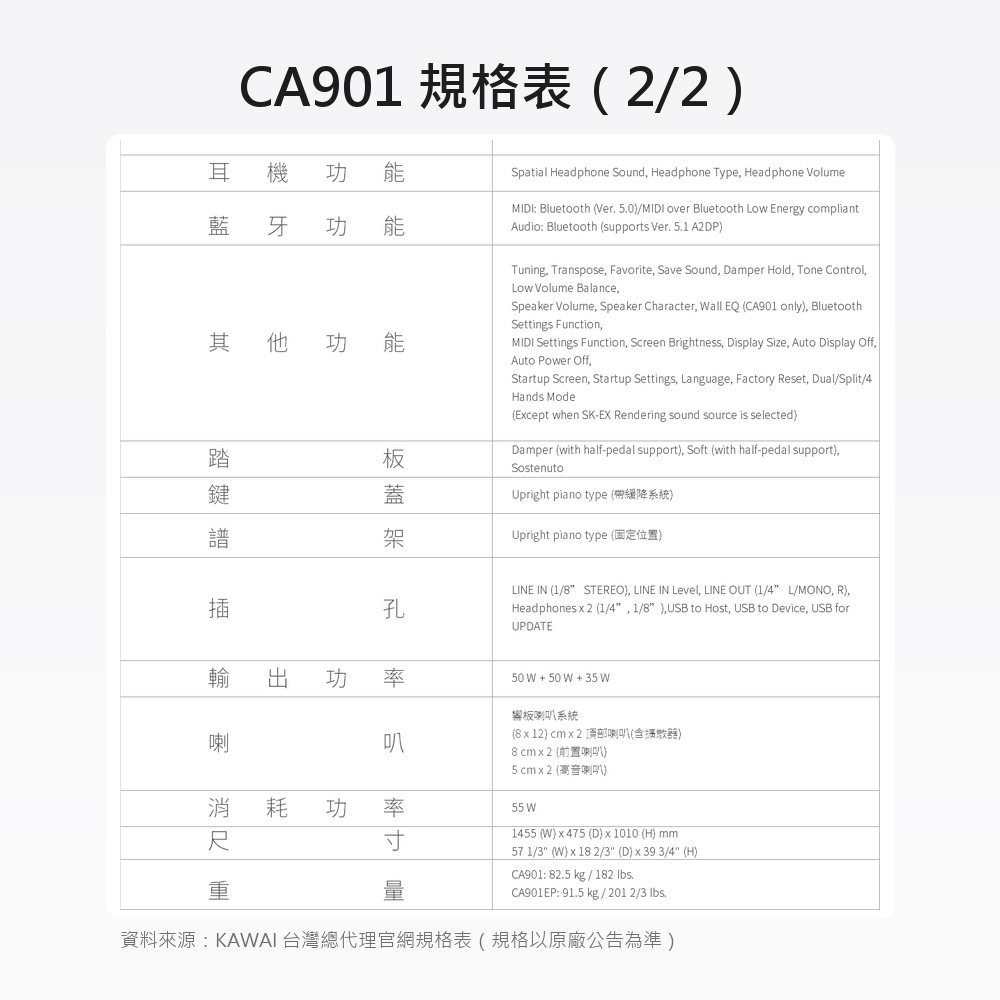 CA901 規格表（2/2）
耳機功能
Spatial Headphone Sound, Headphone Type, Headphone Volume
藍牙功能
MIDI: Bluetooth (Ver. 5.0)/MIDI over Bluetooth Low Energy compliant
Audio: Bluetooth (supports Ver. 5.1 A2DP)
其他功能
Tuning, Transpose, Favorite, Save Sound, Damper Hold, Tone Control,
Low Volume Balance,
Speaker Volume, Speaker Character, Wall EQ (CA901 only), Bluetooth
Settings Function,
MIDI Settings Function, Screen Brightness, Display Size, Auto Display Off,
Auto Power Off,
Startup Screen, Startup Settings, Language, Factory Reset, Dual/Split/4
Hands Mode
(Except when SK-EX Rendering sound source is selected)
踏板
Damper (with half-pedal support), Soft (with half-pedal support),
Sostenuto
鍵蓋
Upright piano type (帶緩降系統)
譜架
Upright piano type (固定位置)
插孔
LINE IN (1/8” STEREO), LINE IN Level, LINE OUT (1/4” L/MONO, R),
Headphones x 2 (1/4”, 1/8”),USB to Host, USB to Device, USB for
UPDATE
輸出功率
50 W + 50 W + 35 W
喇叭
響板喇叭系統
(8 x 12) cm x 2 頂部喇叭(含擴散器)
8 cm x 2 (前置喇叭)
5 cm x 2 (高音喇叭)
消耗功率
55 W
尺寸
1455 (W) x 475 (D) x 1010 (H) mm
57 1/3" (W) x 18 2/3" (D) x 39 3/4" (H)
重量
CA901: 82.5 kg / 182 lbs.
CA901EP: 91.5 kg / 201 2/3 lbs.
資料來源：KAWAI 台灣總代理官網規格表（規格以原廠公告為準）